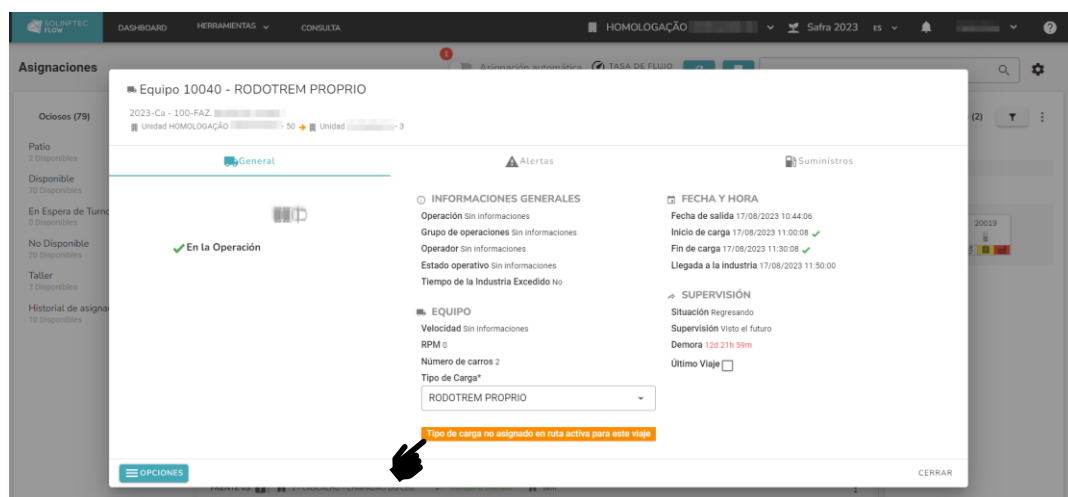 SOLINFTEC
FLOW
DASHBOARD
HERRAMIENTAS
CONSULTA
HOMOLOGAÇÃO
Safra 2023
ES
Asignaciones
1
Asignación automática
TASA DE FLUJO
Ociosos (79)
(2)
Patio
2 Disponibles
Disponible
70 Disponibles
En Espera de Turno
0 Disponibles
No Disponible
20 Disponibles
Taller
7 Disponibles
Historial de asigna
10 Disponibles
20019
Equipo 10040 - RODOTREM PROPRIO
2023-Ca - 100-FAZ.
Unidad HOMOLOGAÇÃO - 50 Unidad - 3
General
Alertas
Suministros
En la Operación
INFORMACIONES GENERALES
Operación Sin informaciones
Grupo de operaciones Sin informaciones
Operador Sin informaciones
Estado operativo Sin informaciones
Tiempo de la Industria Excedido No
EQUIPO
Velocidad Sin informaciones
RPM 0
Número de carros 2
Tipo de Carga*
RODOTREM PROPRIO
Tipo de carga no asignado en ruta activa para este viaje
FECHA Y HORA
Fecha de salida 17/08/2023 10:44:06
Inicio de carga 17/08/2023 11:00:08
Fin de carga 17/08/2023 11:30:08
Llegada a la industria 17/08/2023 11:50:00
SUPERVISIÓN
Situación Regresando
Supervisión Visto el futuro
Demora 12d 21h 59m
Último Viaje
OPCIONES
CERRAR